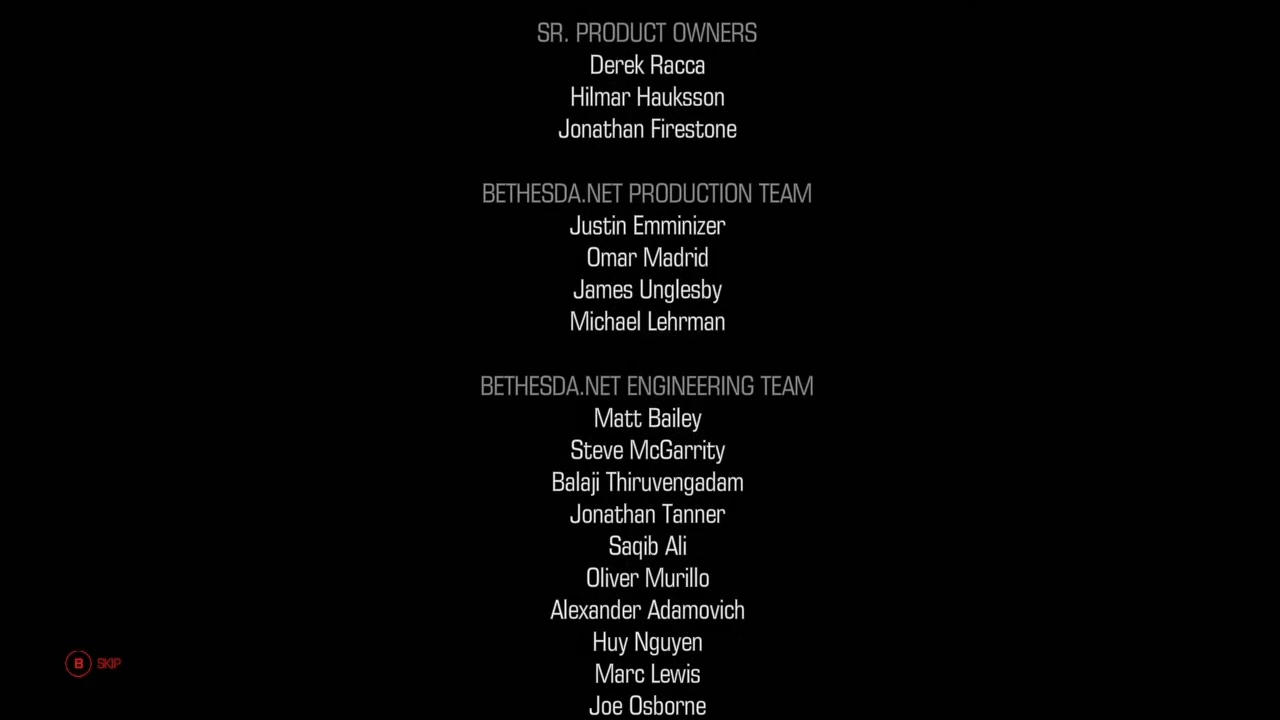 SR. PRODUCT OWNERS
Derek Racca
Hilmar Hauksson
Jonathan Firestone
BETHESDA.NET PRODUCTION TEAM
Justin Emminizer
Omar Madrid
James Unglesby
Michael Lehrman
BETHESDA.NET ENGINEERING TEAM
Matt Bailey
Steve McGarrity
Balaji Thiruvengadam
Jonathan Tanner
Saqib Ali
Oliver Murillo
Alexander Adamovich
Huy Nguyen
Marc Lewis
Joe Osborne
B SKIP